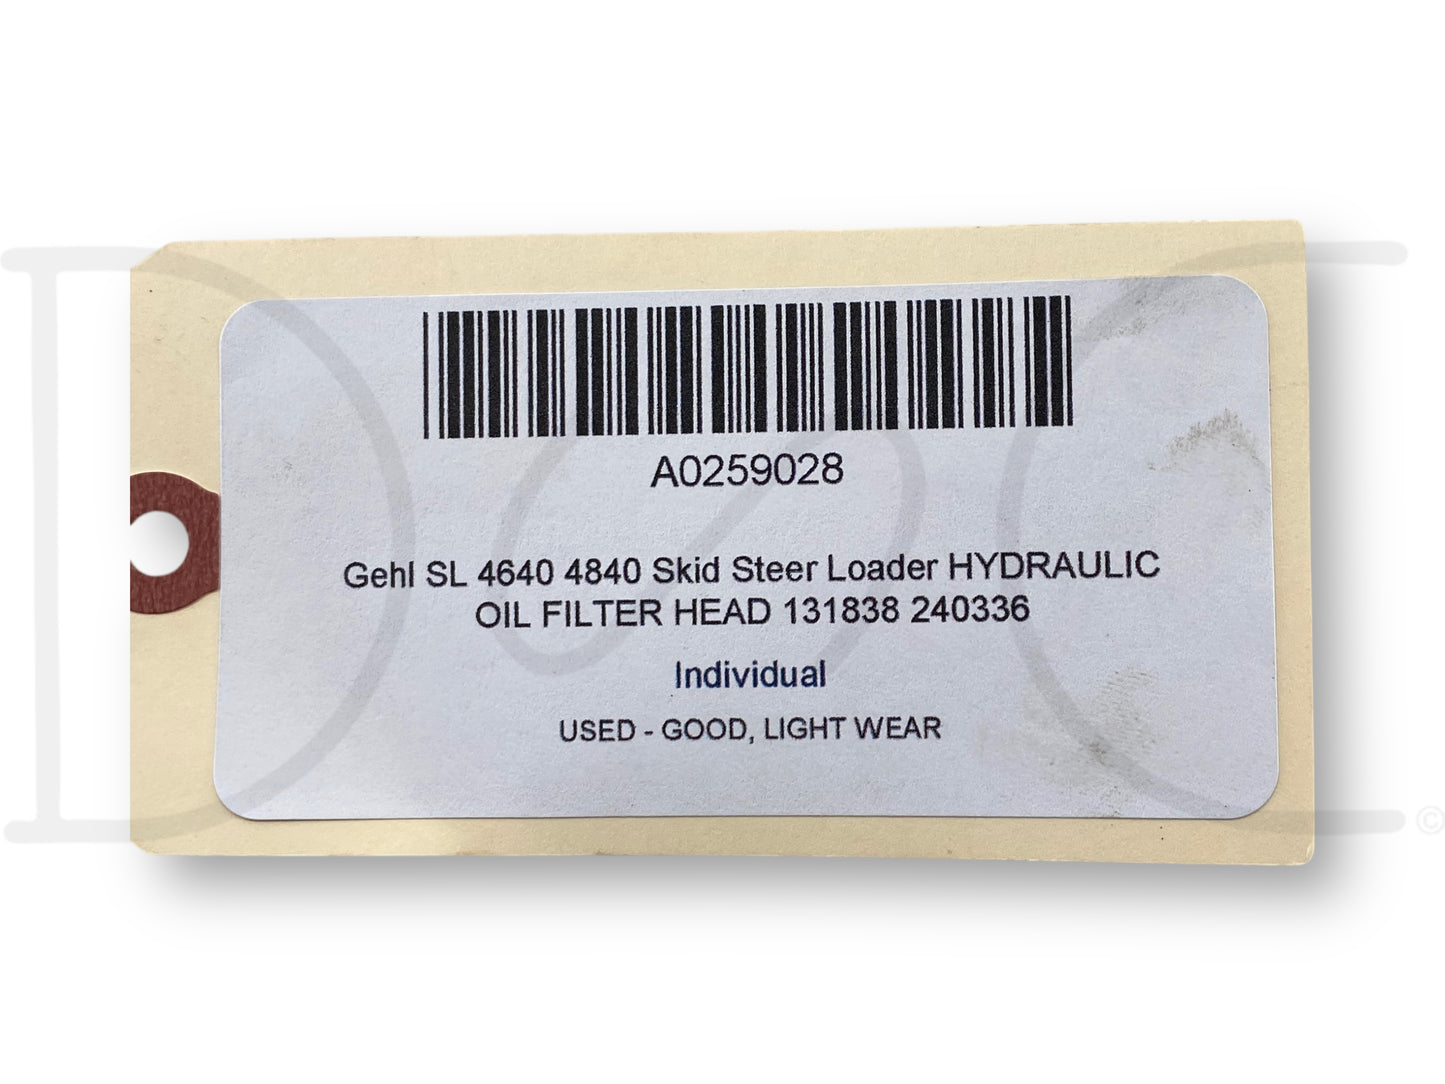 A0259028
Gehl SL 4640 4840 Skid Steer Loader HYDRAULIC
OIL FILTER HEAD 131838 240336
Individual
USED - GOOD, LIGHT WEAR
©